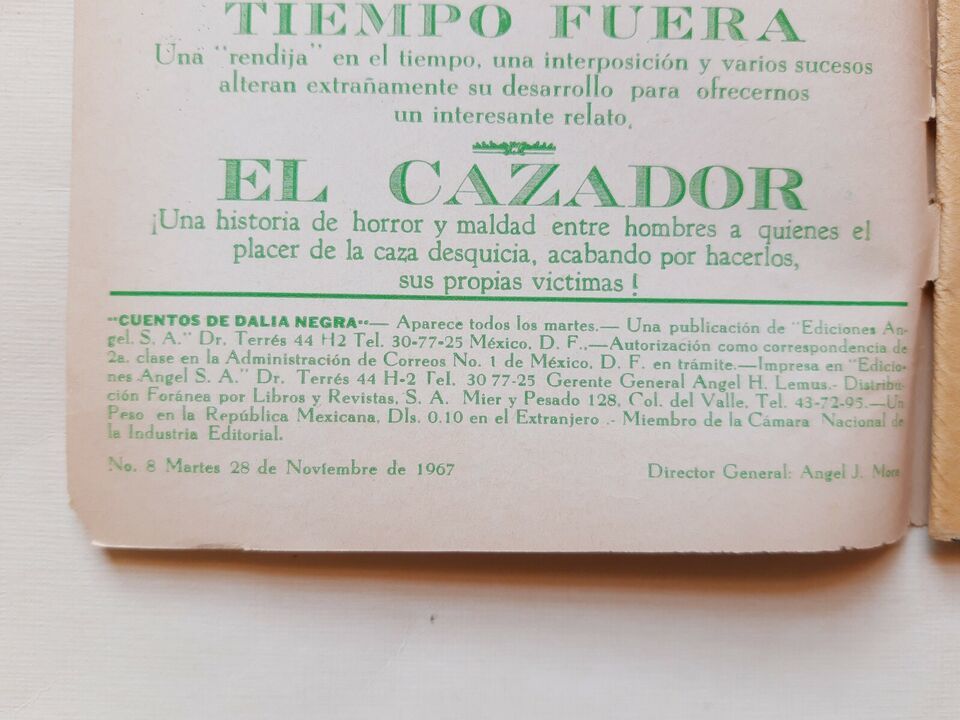 TIEMPO FUERA
Una "rendija" en el tiempo, una interposición y varios sucesos
alteran extrañamente su desarrollo para ofrecernos
un interesante relato.
EL CAZADOR
¡Una historia de horror y maldad entre hombres a quienes el
placer de la caza desquicia, acabando por hacerlos,
sus propias victimas !
"CUENTOS DE DALIA NEGRA"— Aparece todos los martes.— Una publicación de "Ediciones An-
gel. S. A." Dr. Terrés 44 H2 Tel. 30-77-25 México, D. F..—Autorización como correspondencia de
2a. clase en la Administración de Correos No. 1 de México, D. F. en trámite.—Impresa en "Edicio-
nes Angel S. A." Dr. Terrés 44 H-2 Tel. 30 77-25 Gerente General Angel H. Lemus.- Distribu-
ción Foránea por Libros y Revistas, S. A. Mier y Pesado 128, Col. del Valle, Tel. 43-72-95.—Un
Peso en la República Mexicana, Dls. 0.10 en el Extranjero .- Miembro de la Cámara Nacional de
la Industria Editorial.
No. 8 Martes 28 de Noviembre de 1967
Director General: Angel J. Mora